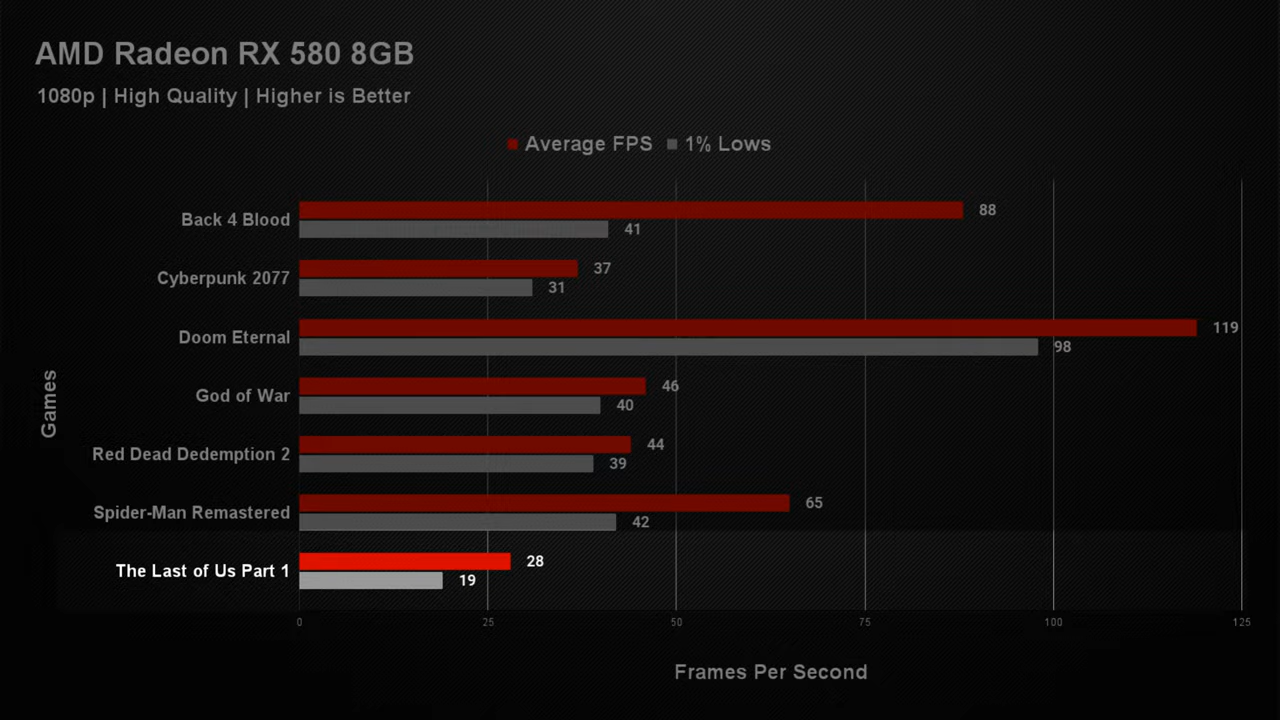 AMD Radeon RX 580 8GB
1080p | High Quality | Higher is Better
Average FPS 1% Lows
Back 4 Blood 88
41
Cyberpunk 2077 37
31
Doom Eternal 119
98
God of War 46
40
Red Dead Dedemption 2 44
39
Spider-Man Remastered 65
42
The Last of Us Part 1 28
19
Games
0 25 50 75 100 125
Frames Per Second